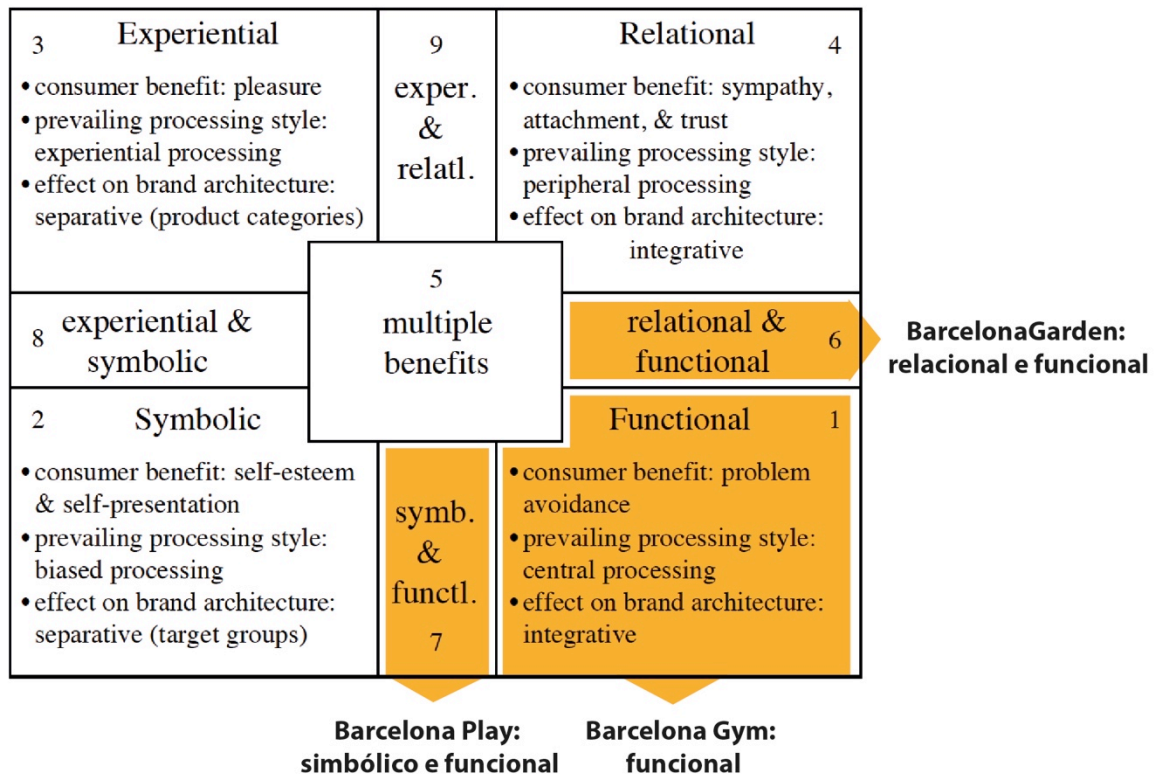 3 Experiential
• consumer benefit: pleasure
• prevailing processing style:
experiential processing
• effect on brand architecture:
separative (product categories)
9
exper.
&
relatl.
Relational 4
• consumer benefit: sympathy,
attachment, & trust
• prevailing processing style:
peripheral processing
• effect on brand architecture:
integrative
8 experiential &
symbolic
5
multiple
benefits
relational &
functional 6
BarcelonaGarden:
relacional e funcional
2 Symbolic
• consumer benefit: self-esteem
& self-presentation
• prevailing processing style:
biased processing
• effect on brand architecture:
separative (target groups)
symb.
&
functl.
7
Functional 1
• consumer benefit: problem
avoidance
• prevailing processing style:
central processing
• effect on brand architecture:
integrative
Barcelona Play:
simbólico e funcional
Barcelona Gym:
funcional